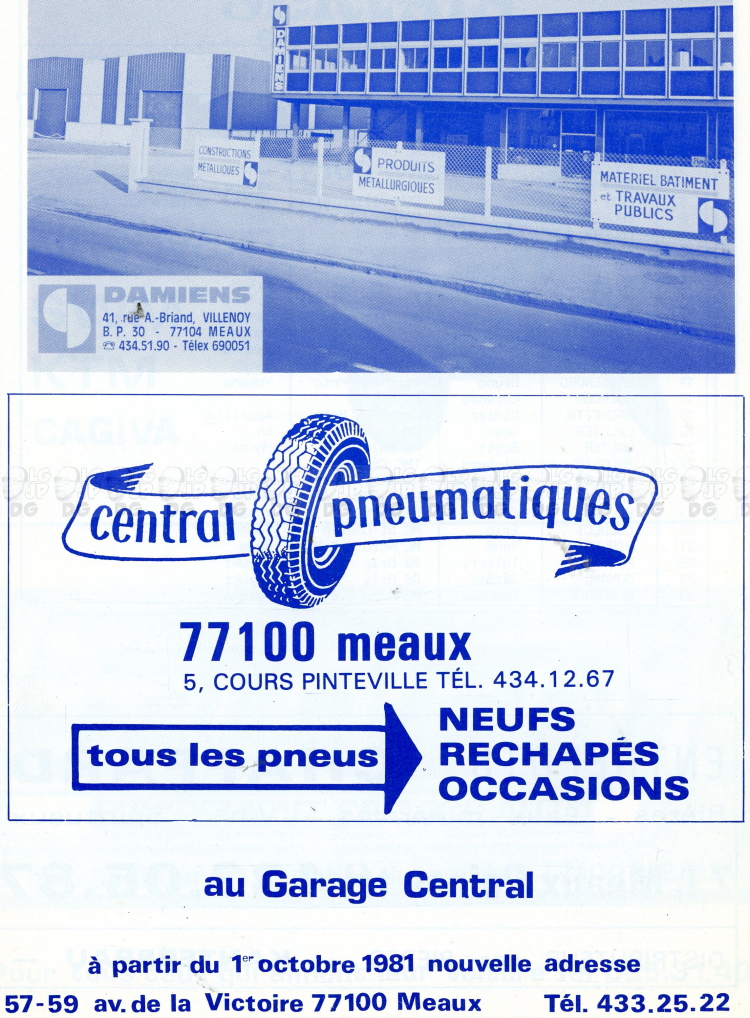 DAMIENS
CONSTRUCTIONS
METALLIQUES
PRODUITS
METALLURGIQUES
MATERIEL BATIMENT
et TRAVAUX
PUBLICS
DAMIENS
41, rue A.-Briand, VILLENOY
B. P. 30 - 77104 MEAUX
☏ 434.51.90 - Télex 690051
central pneumatiques
77100 meaux
5, COURS PINTEVILLE TÉL. 434.12.67
tous les pneus
NEUFS
RECHAPÉS
OCCASIONS
au Garage Central
à partir du 1er octobre 1981 nouvelle adresse
57-59 av. de la Victoire 77100 Meaux Tél. 433.25.22